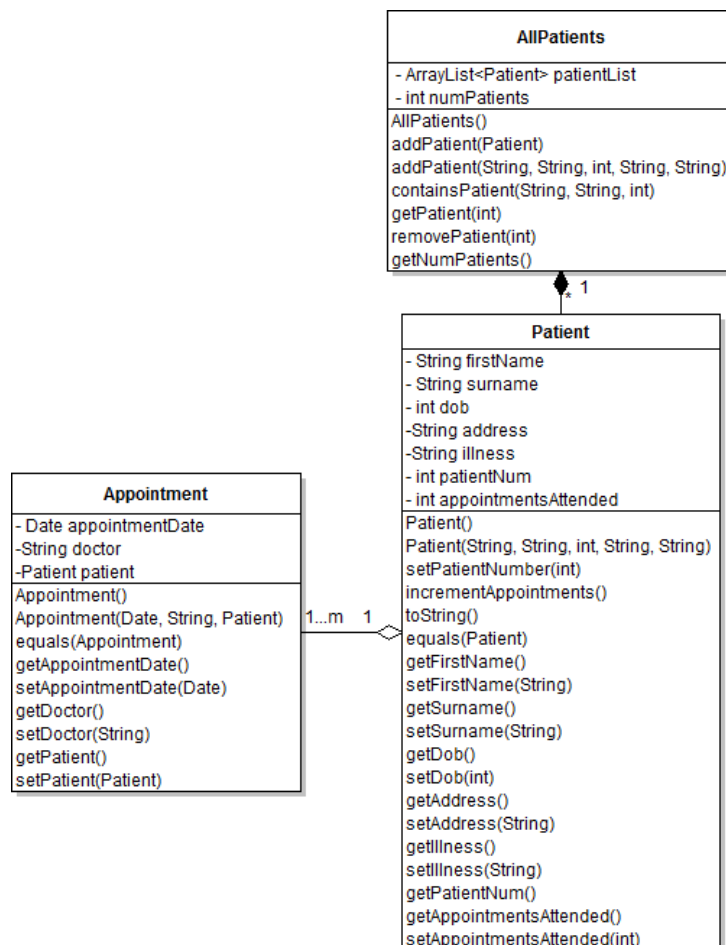 AllPatients
- ArrayList<Patient> patientList
- int numPatients
AllPatients()
addPatient(Patient)
addPatient(String, String, int, String, String)
containsPatient(String, String, int)
getPatient(int)
removePatient(int)
getNumPatients()
* 1
Patient
- String firstName
- String surname
- int dob
-String address
-String illness
- int patientNum
- int appointmentsAttended
Patient()
Patient(String, String, int, String, String)
setPatientNumber(int)
incrementAppointments()
toString()
equals(Patient)
getFirstName()
setFirstName(String)
getSurname()
setSurname(String)
getDob()
setDob(int)
getAddress()
setAddress(String)
getIllness()
setIllness(String)
getPatientNum()
getAppointmentsAttended()
setAppointmentsAttended(int)
Appointment
- Date appointmentDate
-String doctor
-Patient patient
Appointment()
Appointment(Date, String, Patient)
equals(Appointment)
getAppointmentDate()
setAppointmentDate(Date)
getDoctor()
setDoctor(String)
getPatient()
setPatient(Patient)
1...m 1